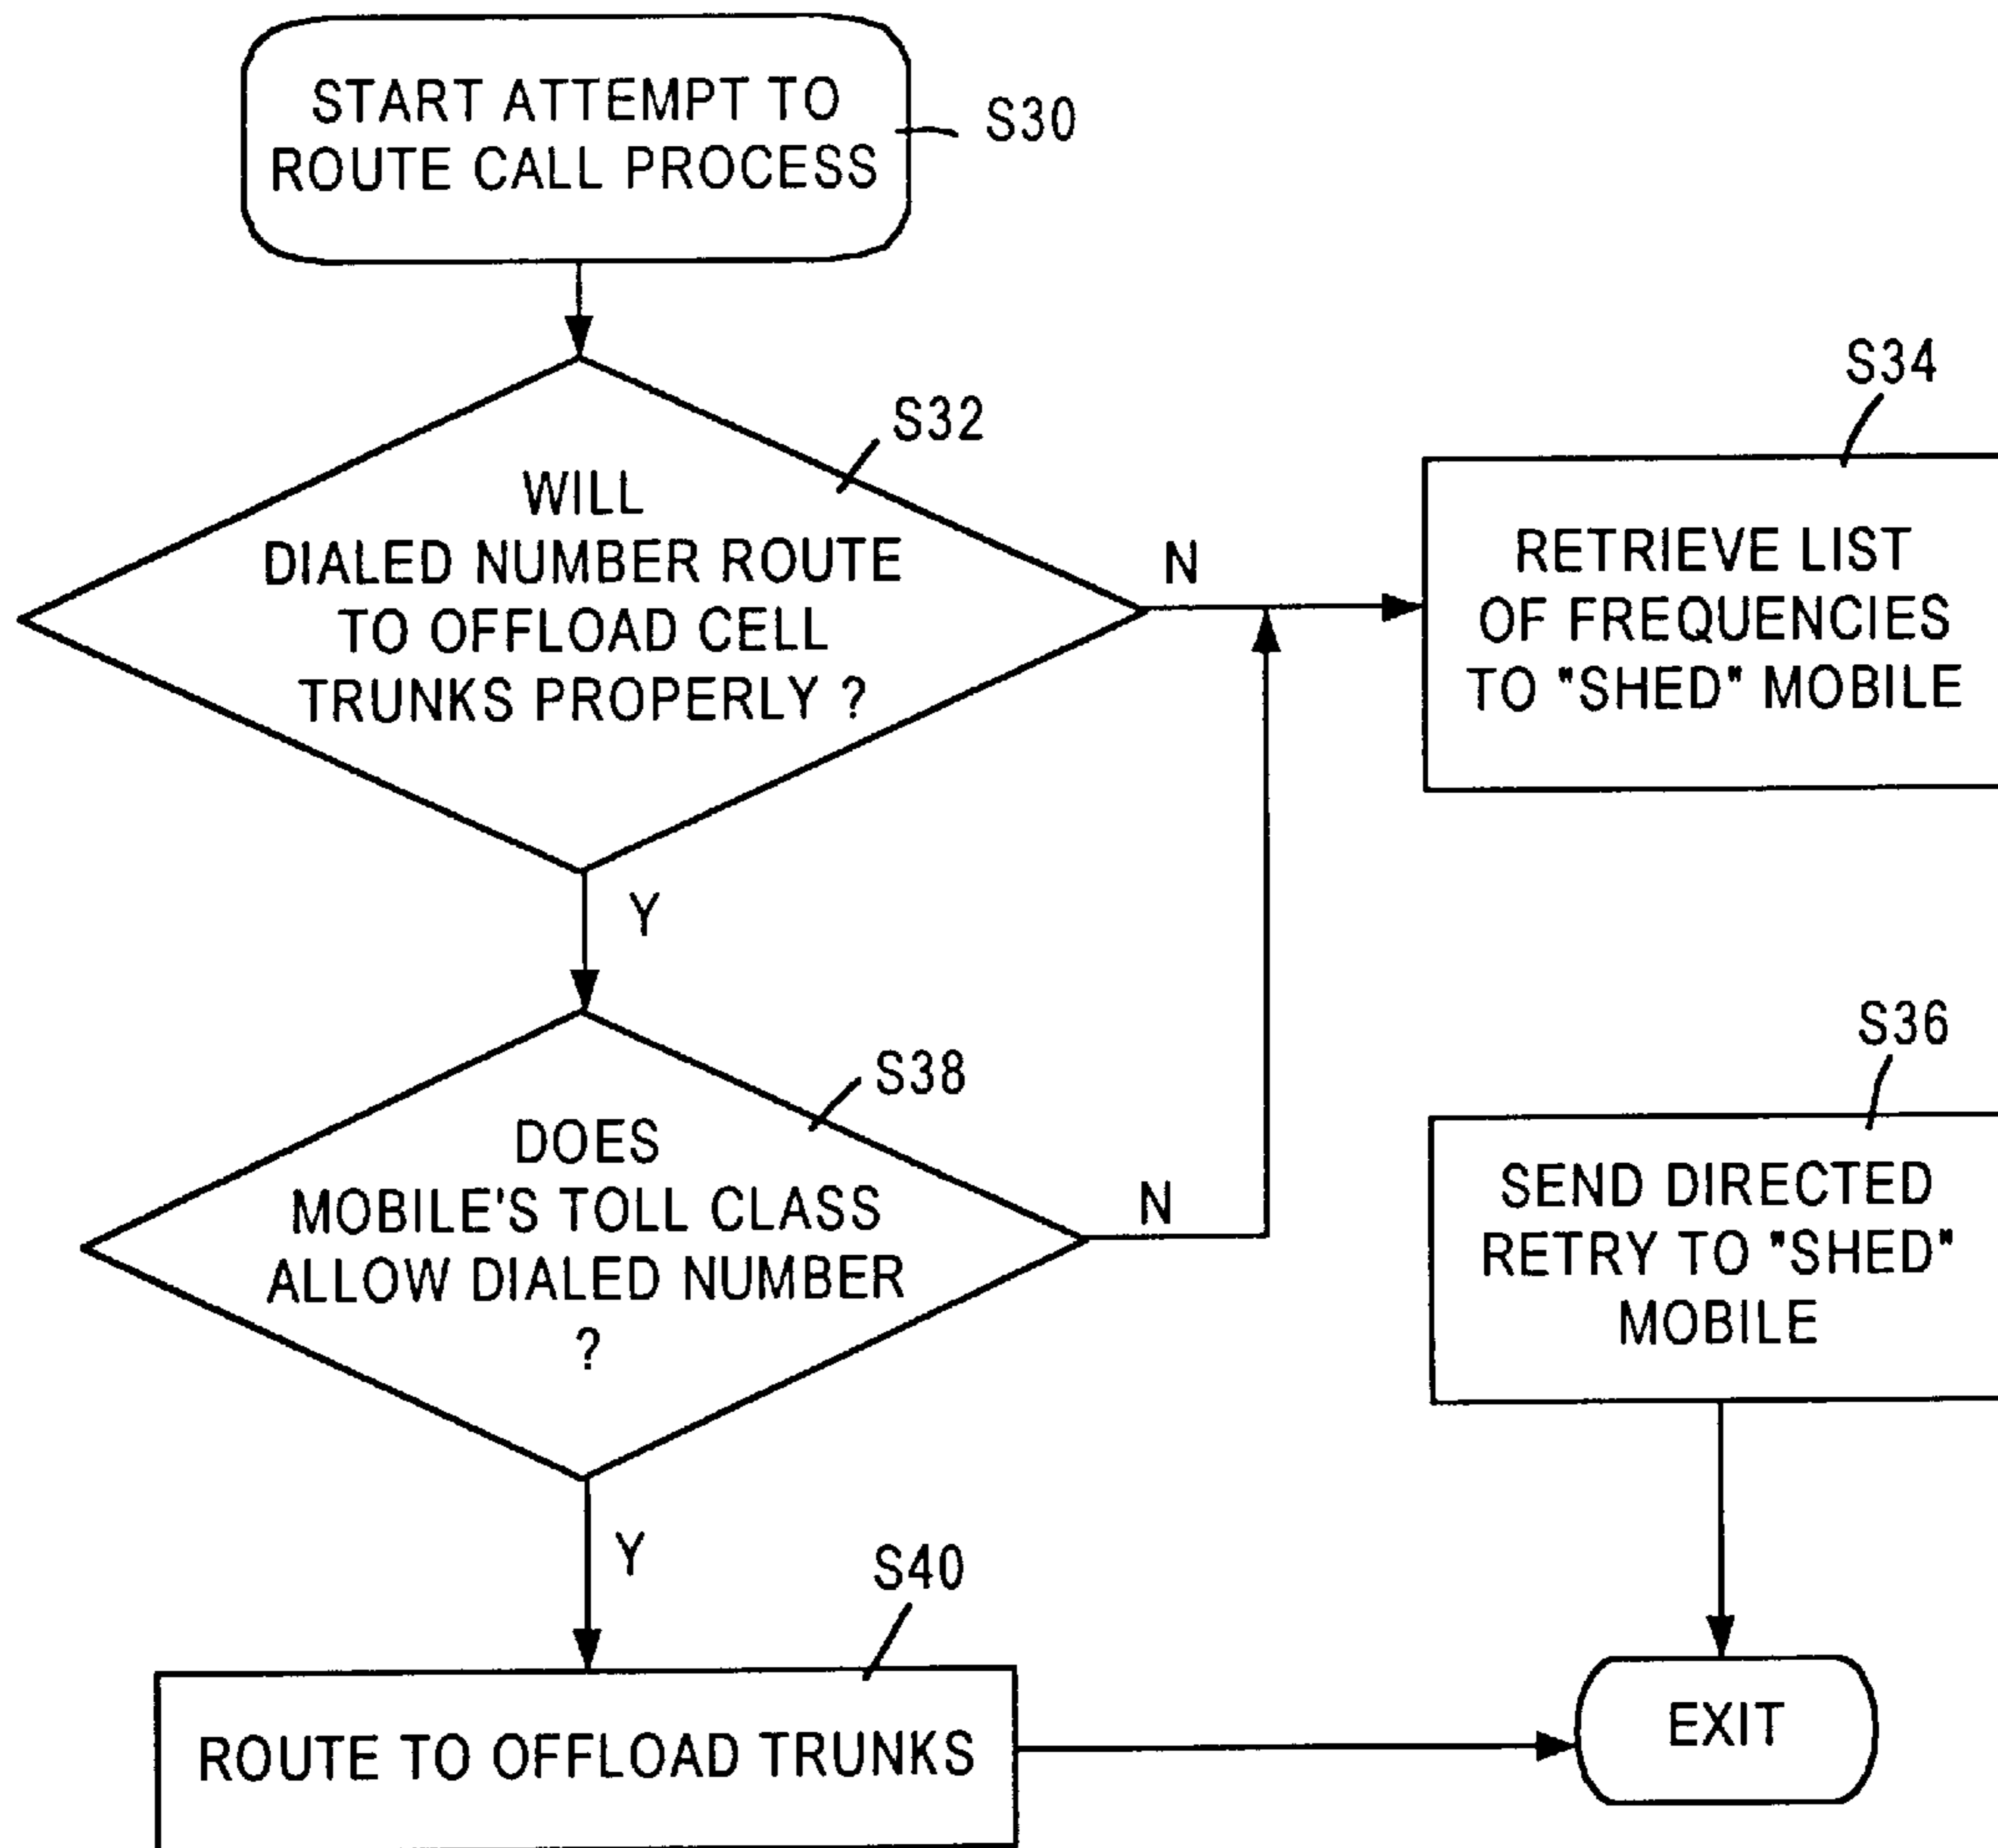 START ATTEMPT TO
ROUTE CALL PROCESS
S30
S32
WILL
DIALED NUMBER ROUTE
TO OFFLOAD CELL
TRUNKS PROPERLY ?
N
S34
RETRIEVE LIST
OF FREQUENCIES
TO "SHED" MOBILE
Y
S38
DOES
MOBILE'S TOLL CLASS
ALLOW DIALED NUMBER
?
N
S36
SEND DIRECTED
RETRY TO "SHED"
MOBILE
Y
S40
ROUTE TO OFFLOAD TRUNKS
EXIT